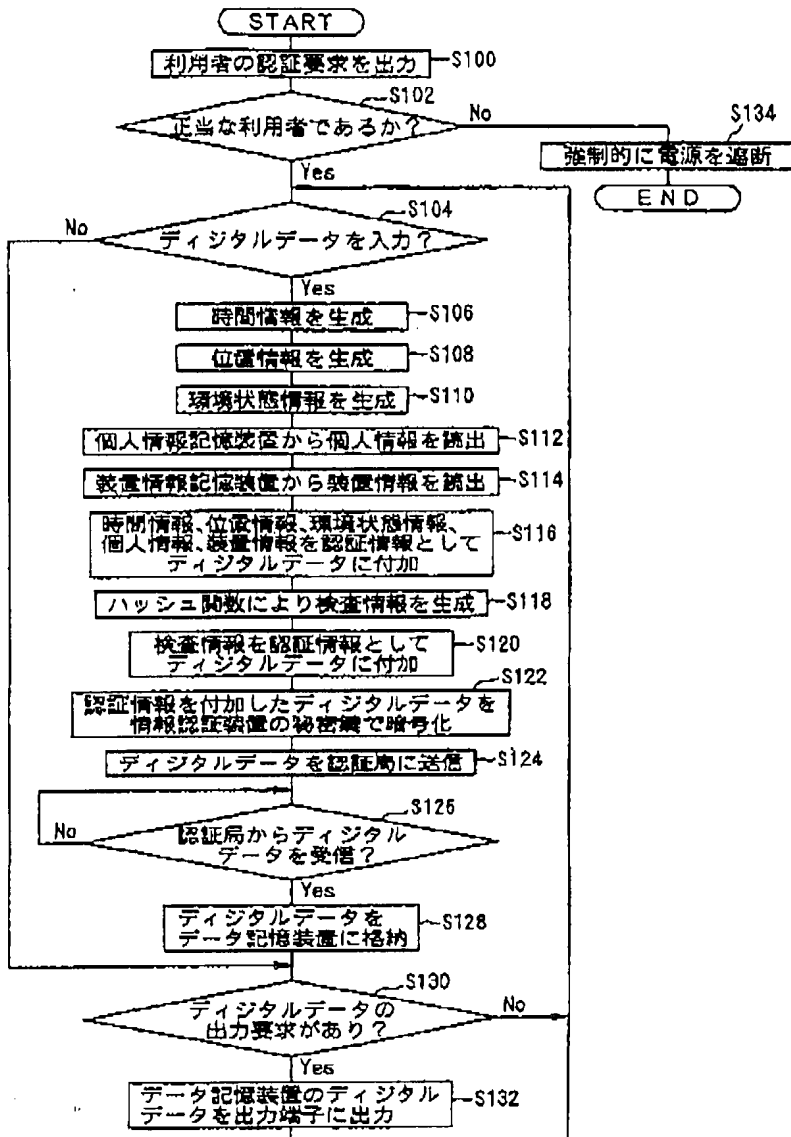 START
利用者の認証要求を出力
S100
S102
正当な利用者であるか?
No
S134
強制的に電源を遮断
END
Yes
S104
No
ディジタルデータを入力?
Yes
時間情報を生成
S106
位置情報を生成
S108
環境状態情報を生成
S110
個人情報記憶装置から個人情報を読出
S112
装置情報記憶装置から装置情報を読出
S114
時間情報、位置情報、環境状態情報、
個人情報、装置情報を認証情報として
ディジタルデータに付加
S116
ハッシュ関数により検査情報を生成
S118
検査情報を認証情報として
ディジタルデータに付加
S120
S122
認証情報を付加したディジタルデータを
情報認証装置の秘密鍵で暗号化
ディジタルデータを認証局に送信
S124
S126
No
認証局からディジタル
データを受信?
Yes
ディジタルデータを
データ記憶装置に格納
S128
S130
ディジタルデータの
出力要求があり?
No
Yes
データ記憶装置のディジタル
データを出力端子に出力
S132